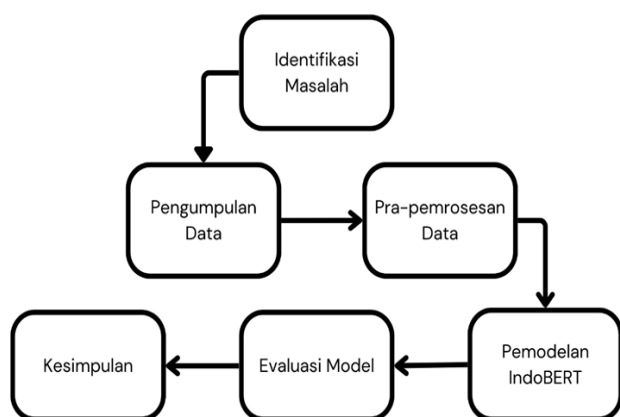 Identifikasi
Masalah
Pengumpulan
Data
Pra-pemrosesan
Data
Pemodelan
IndoBERT
Evaluasi Model
Kesimpulan